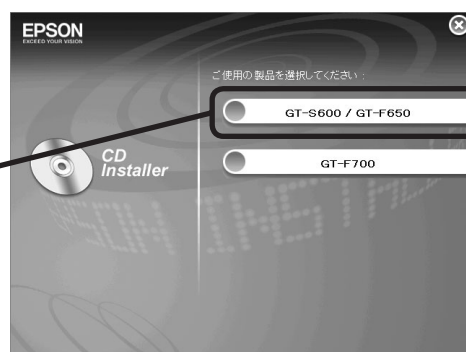 EPSON
EXCEED YOUR VISION
ご使用の製品を選択してください:
GT-S600 / GT-F650
CD
Installer
GT-F700